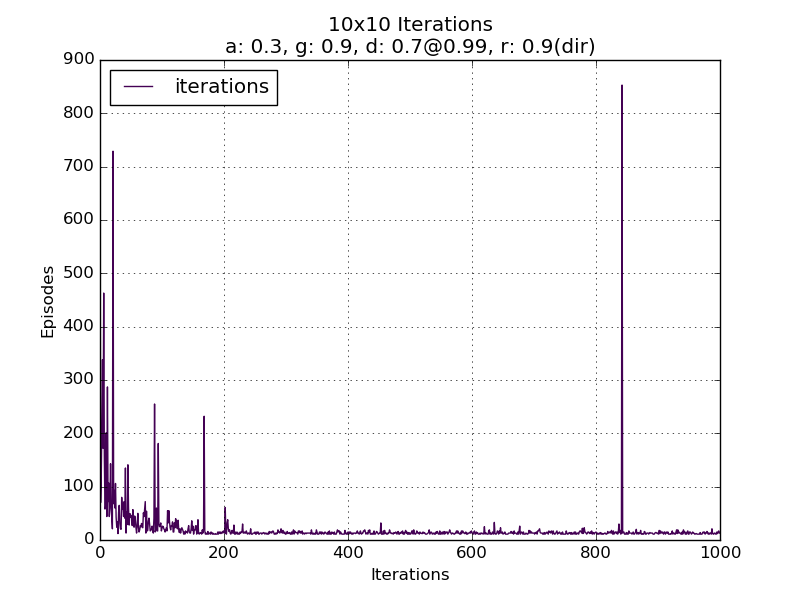 10x10 Iterations
a: 0.3, g: 0.9, d: 0.7@0.99, r: 0.9(dir)
iterations
900
800
700
600
500
400
300
200
100
0
Episodes
0 200 400 600 800 1000
Iterations